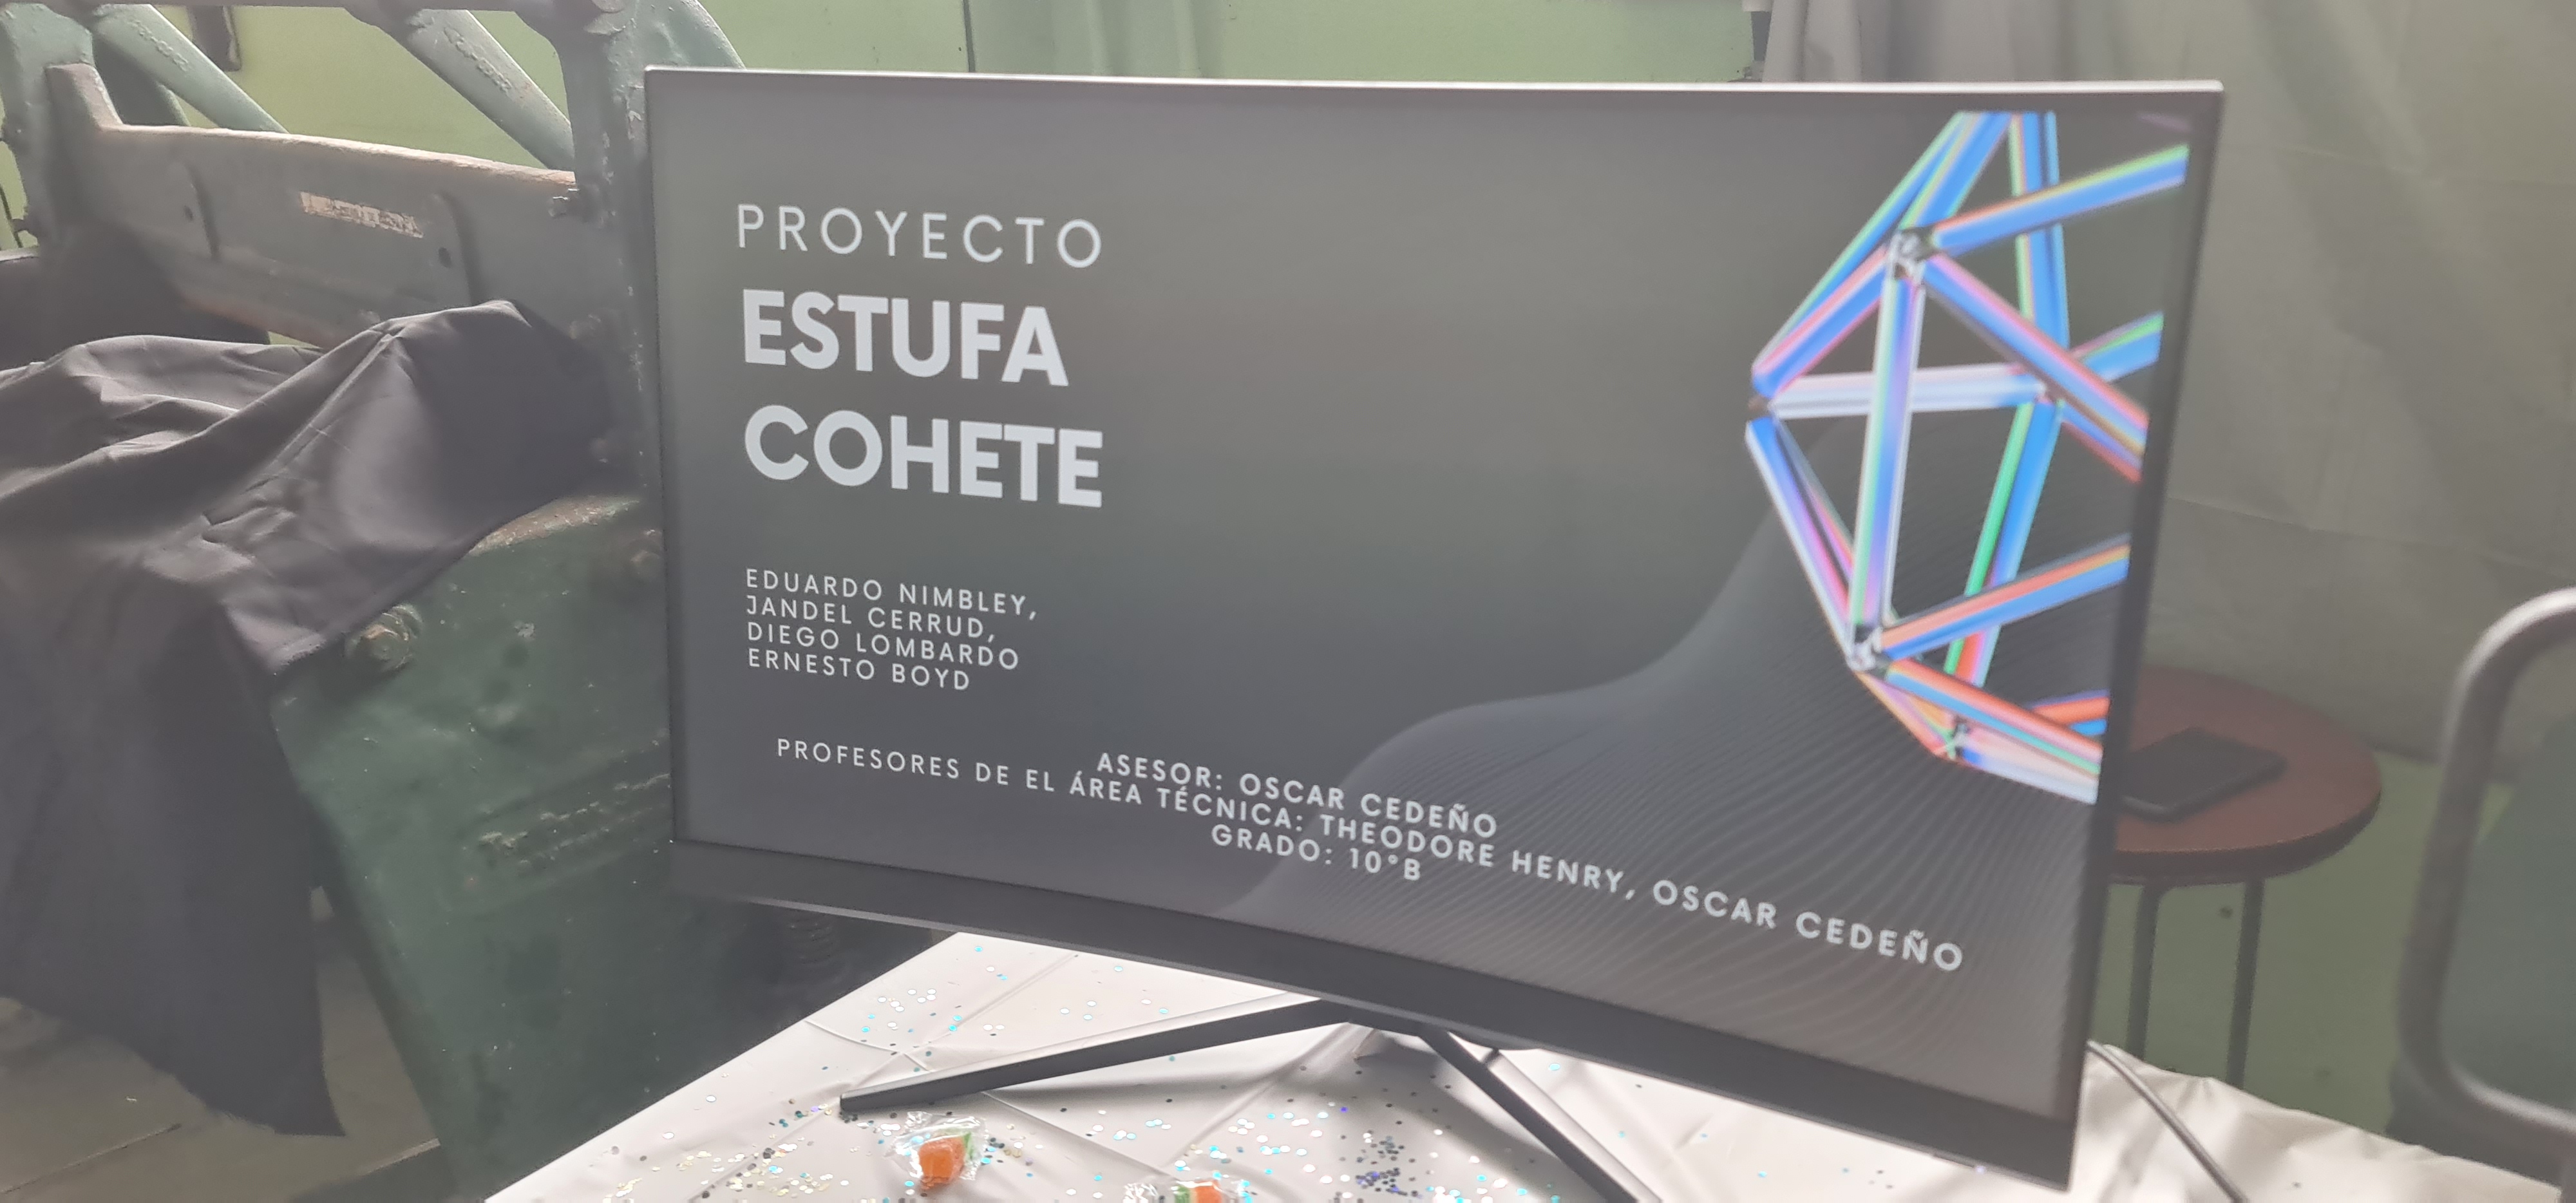 PROYECTO
ESTUFA
COHETE
EDUARDO NIMBLEY,
JANDEL CERRUD,
DIEGO LOMBARDO
ERNESTO BOYD
ASESOR: OSCAR CEDEÑO
PROFESORES DE EL ÁREA TÉCNICA: THEODORE HENRY, OSCAR CEDEÑO
GRADO: 10°B